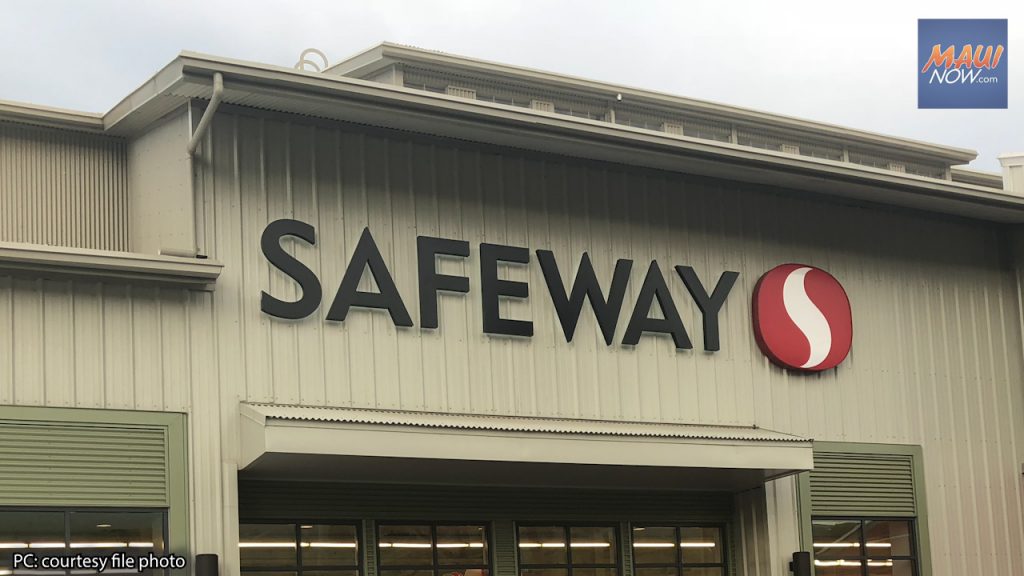 MAUI
NOW.com
SAFEWAY
PC: courtesy file photo